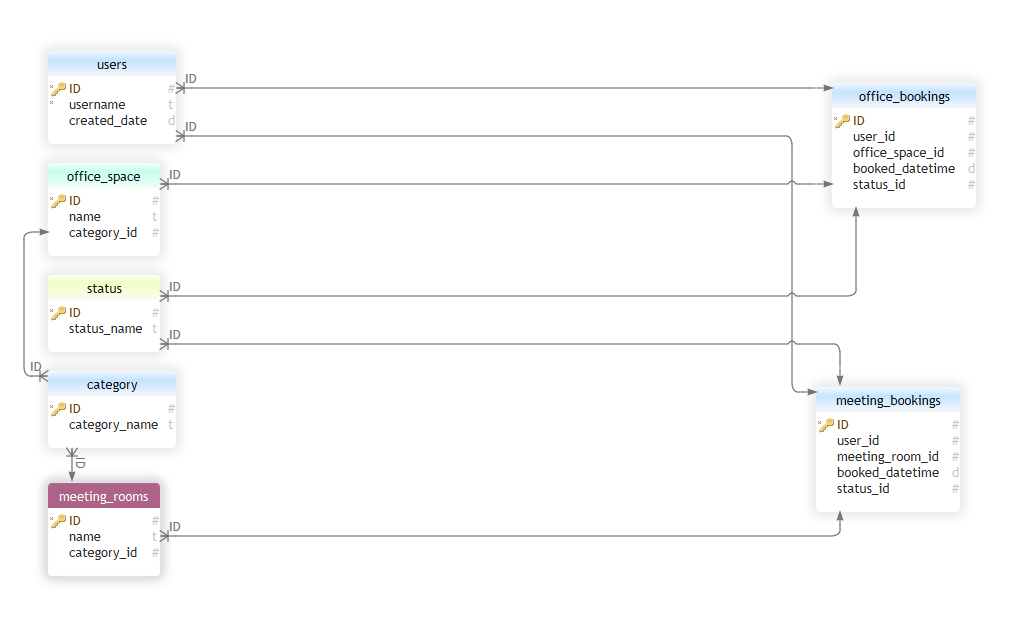 users
ID #
username t
created_date d
ID
ID
office_space
ID #
name t
category_id #
ID
status
ID #
status_name t
ID
ID
ID
category
ID #
category_name t
ID
meeting_rooms
ID #
name t
category_id #
ID
office_bookings
ID #
user_id #
office_space_id #
booked_datetime d
status_id #
meeting_bookings
ID #
user_id #
meeting_room_id #
booked_datetime d
status_id #